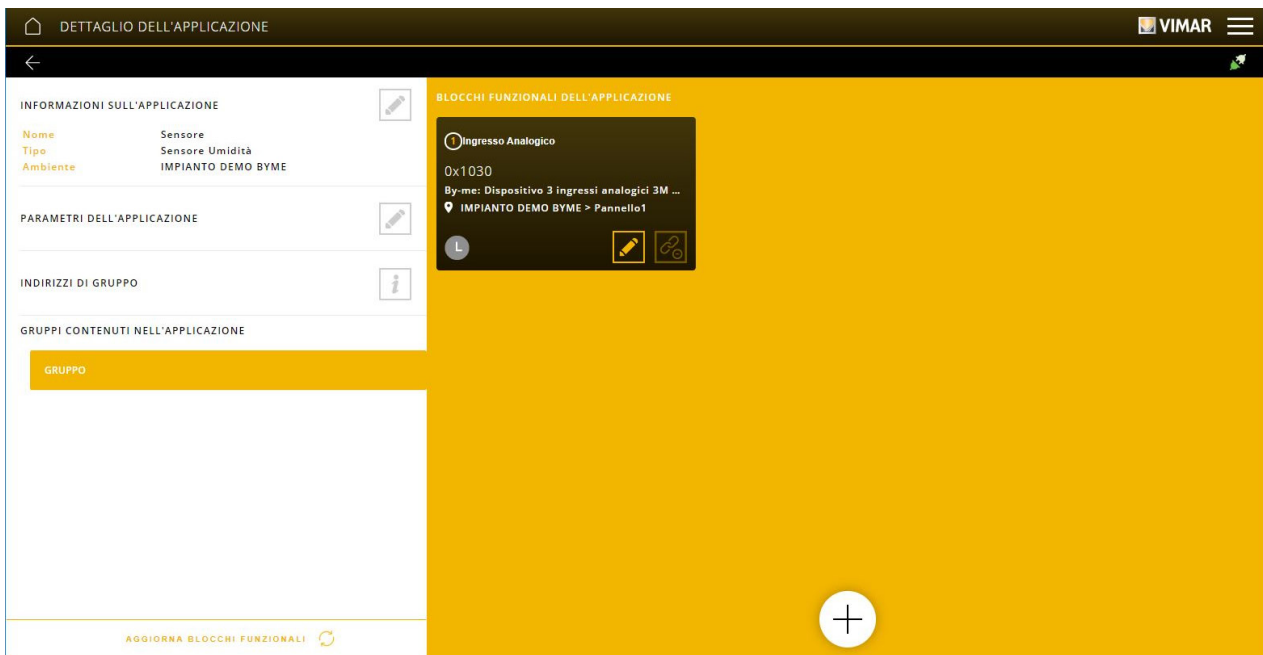 DETTAGLIO DELL'APPLICAZIONE
VIMAR
INFORMAZIONI SULL'APPLICAZIONE
Nome Sensore
Tipo Sensore Umidità
Ambiente IMPIANTO DEMO BYME
PARAMETRI DELL'APPLICAZIONE
INDIRIZZI DI GRUPPO
i
GRUPPI CONTENUTI NELL'APPLICAZIONE
GRUPPO
AGGIORNA BLOCCHI FUNZIONALI
BLOCCHI FUNZIONALI DELL'APPLICAZIONE
1 Ingresso Analogico
0x1030
By-me: Dispositivo 3 ingressi analogici 3M ...
IMPIANTO DEMO BYME > Pannello1
L